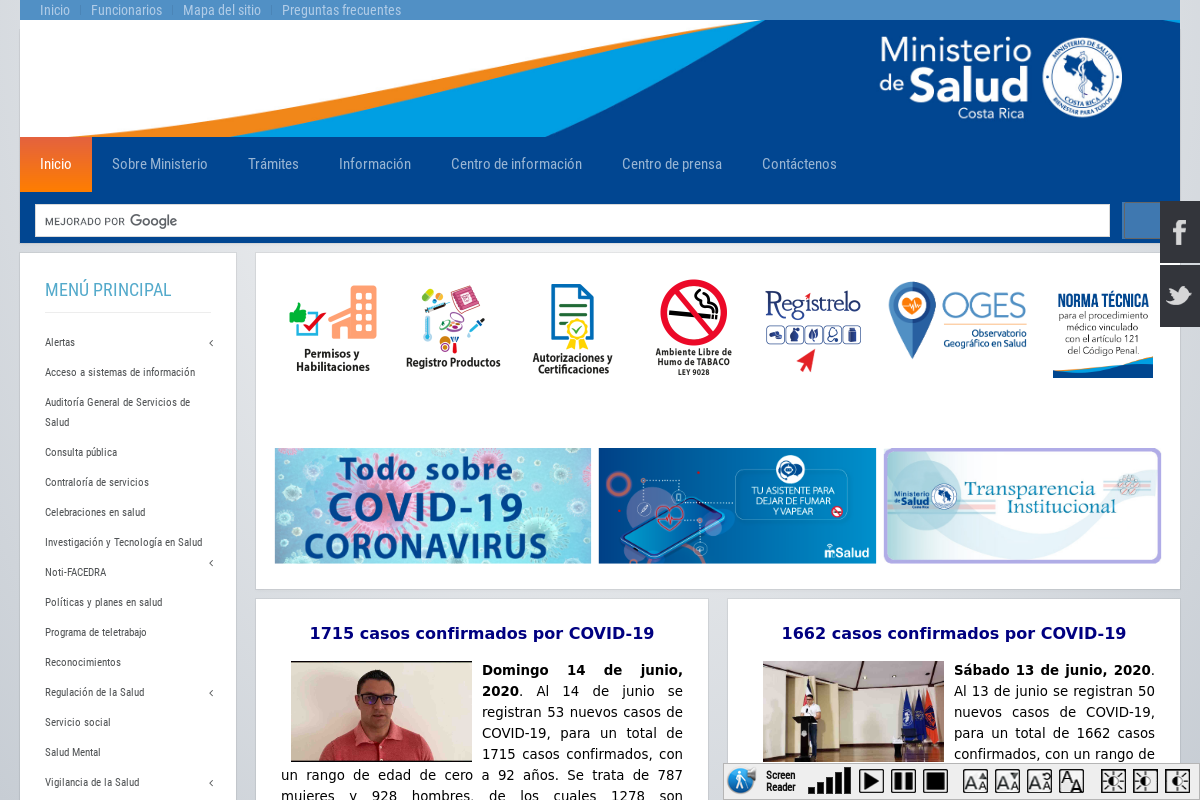 Inicio Funcionarios Mapa del sitio Preguntas frecuentes
Ministerio
de Salud
Costa Rica
MINISTERIO DE SALUD
COSTA RICA
BIENESTAR PARA TODOS
Inicio Sobre Ministerio Trámites Información Centro de información Centro de prensa Contáctenos
MEJORADO POR Google
MENÚ PRINCIPAL
Alertas
Acceso a sistemas de información
Auditoría General de Servicios de
Salud
Consulta pública
Contraloría de servicios
Celebraciones en salud
Investigación y Tecnología en Salud
Noti-FACEDRA
Políticas y planes en salud
Programa de teletrabajo
Reconocimientos
Regulación de la Salud
Servicio social
Salud Mental
Vigilancia de la Salud
Permisos y
Habilitaciones
Registro Productos
Autorizaciones y
Certificaciones
Ambiente Libre de
Humo de TABACO
LEY 9028
Regístrelo
OGES
Observatorio
Geográfico en Salud
NORMA TÉCNICA
para el procedimiento
médico vinculado
con el artículo 121
del Código Penal.
Todo sobre
COVID-19
CORONAVIRUS
TU ASISTENTE PARA
DEJAR DE FUMAR
Y VAPEAR
mSalud
Ministerio
de Salud
Costa Rica
Transparencia
Institucional
1715 casos confirmados por COVID-19
Domingo 14 de junio,
2020. Al 14 de junio se
registran 53 nuevos casos de
COVID-19, para un total de
1715 casos confirmados, con
un rango de edad de cero a 92 años. Se trata de 787
mujeres y 928 hombres, de los cuales 1278 son
1662 casos confirmados por COVID-19
Sábado 13 de junio, 2020.
Al 13 de junio se registran 50
nuevos casos de COVID-19,
para un total de 1662 casos
confirmados, con un rango de
Screen
Reader